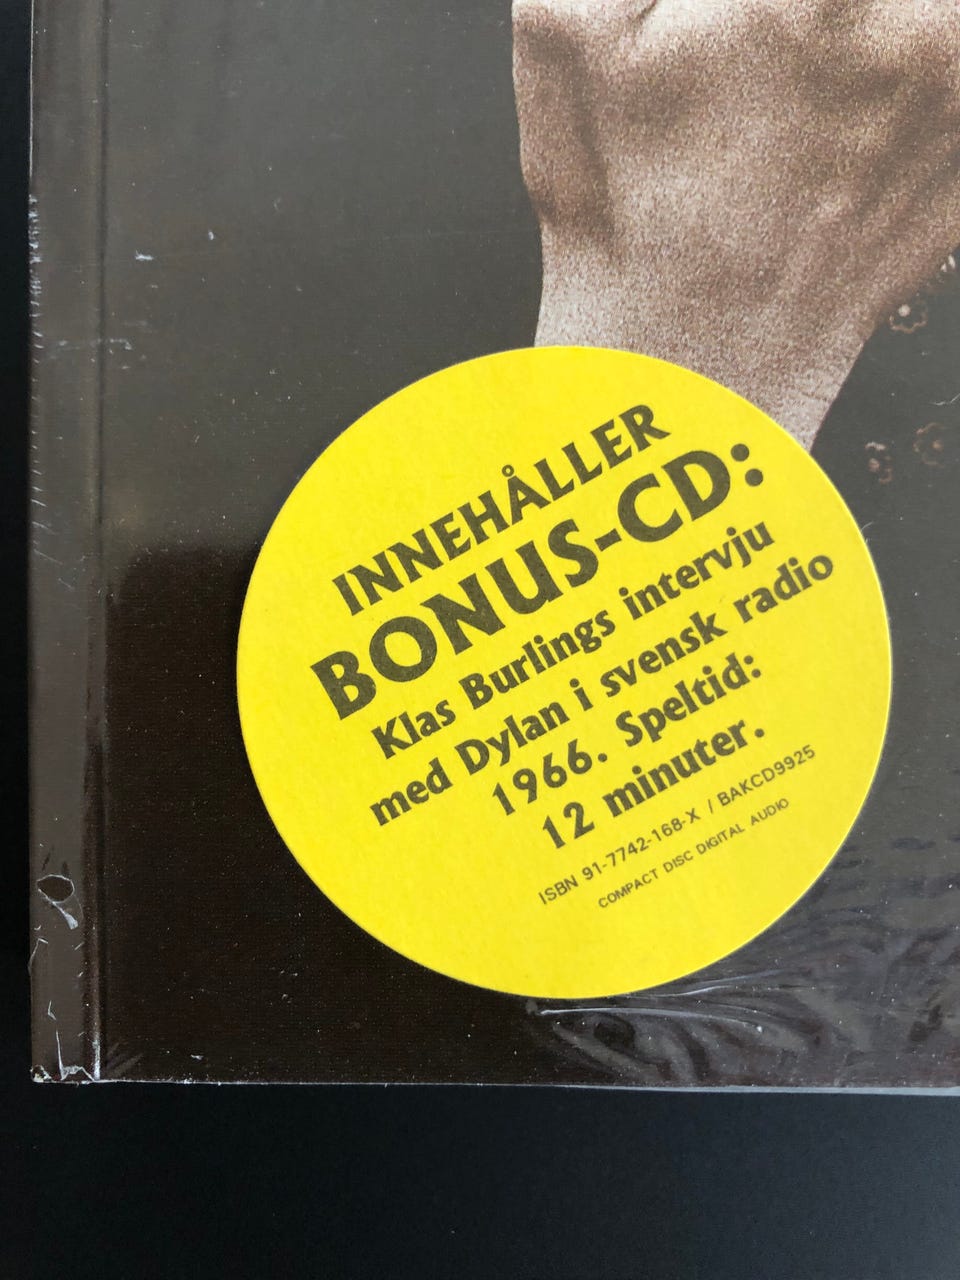 INNEHÅLLER
BONUS-CD:
Klas Burlings intervju
med Dylan i svensk radio
1966. Speltid:
12 minuter.
ISBN 91-7742-168-X / BAKCD9925
COMPACT DISC DIGITAL AUDIO